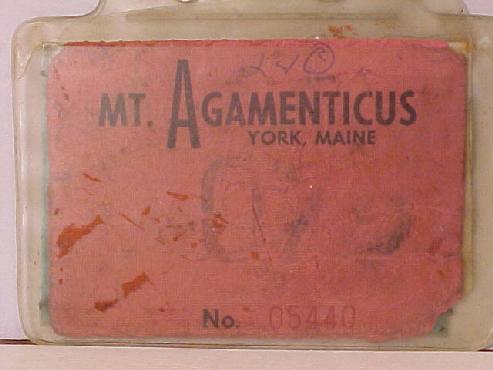 MT. AGAMENTICUS
YORK, MAINE
No. 05440